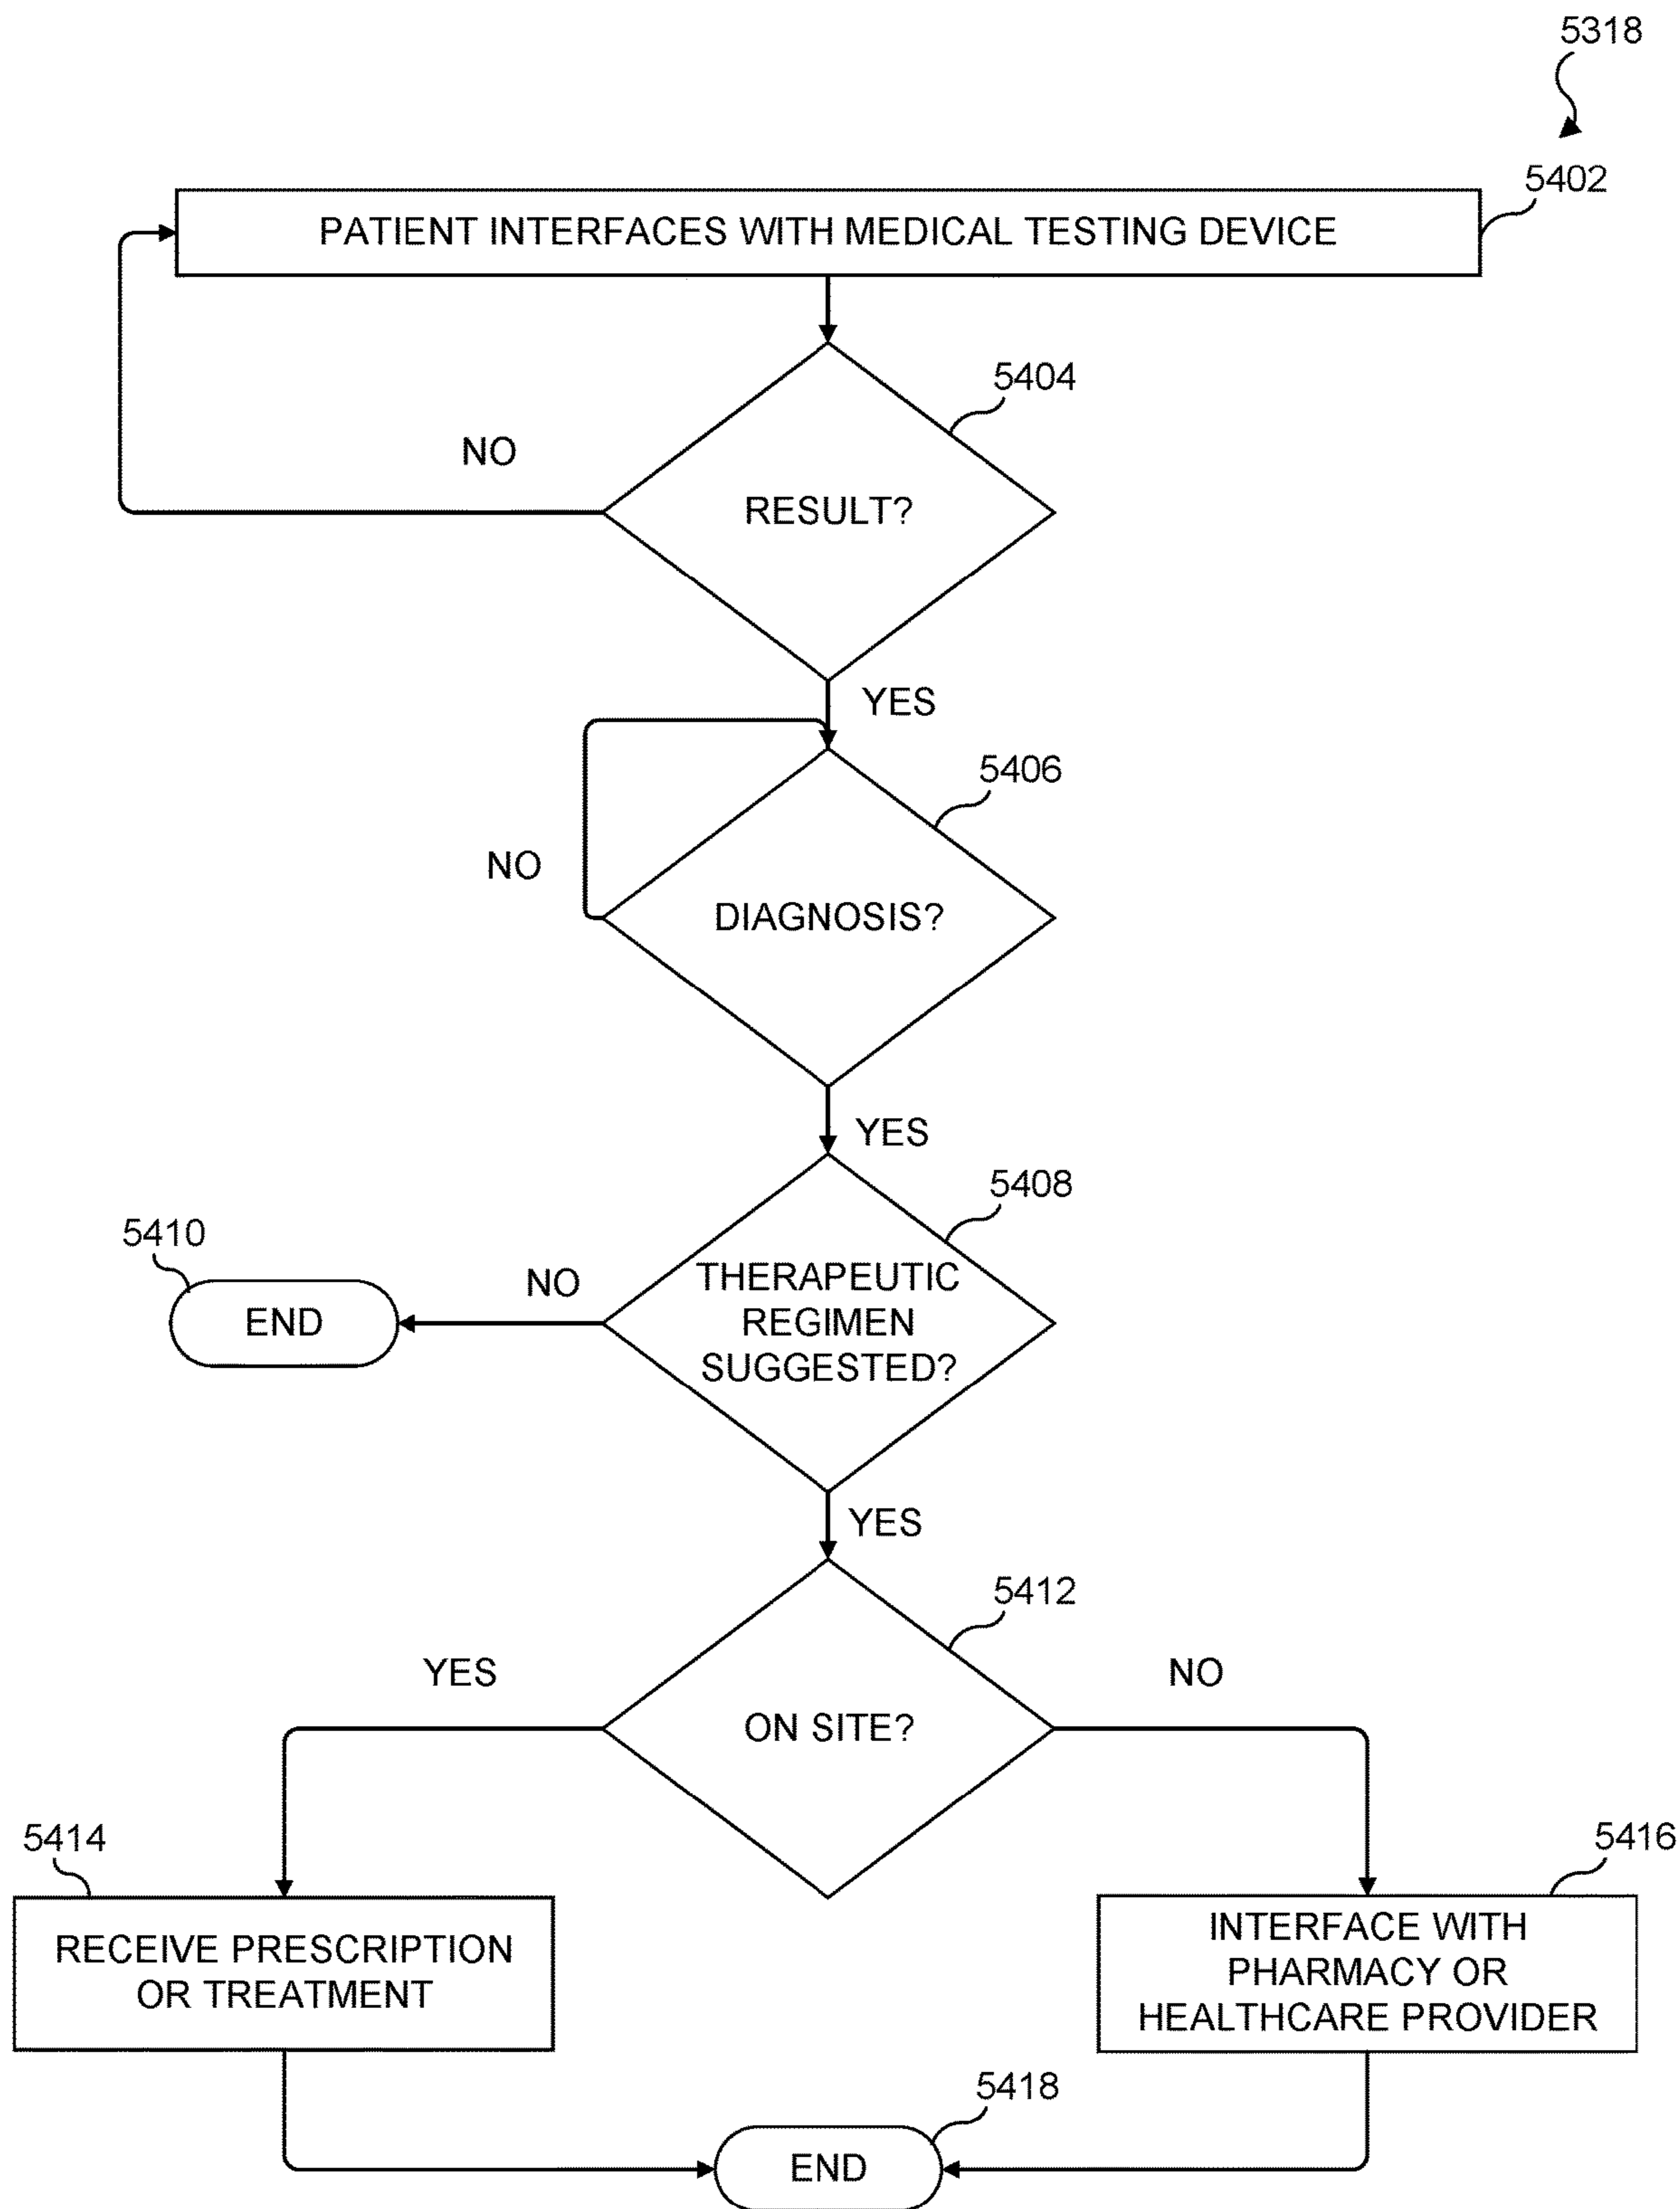 5318
5402
PATIENT INTERFACES WITH MEDICAL TESTING DEVICE
5404
NO
RESULT?
YES
5406
NO
DIAGNOSIS?
YES
5408
5410
NO
THERAPEUTIC
REGIMEN
SUGGESTED?
END
YES
5412
YES
NO
ON SITE?
5414
5416
RECEIVE PRESCRIPTION
OR TREATMENT
INTERFACE WITH
PHARMACY OR
HEALTHCARE PROVIDER
5418
END